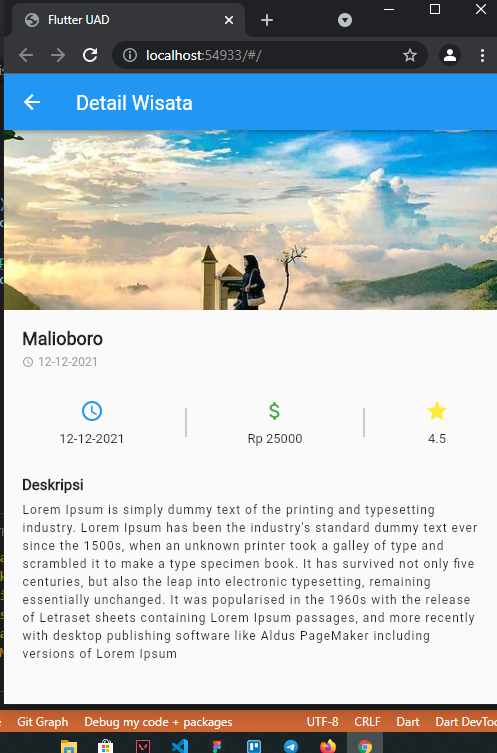 Flutter UAD
localhost:54933/#/
Detail Wisata
Malioboro
12-12-2021
12-12-2021
Rp 25000
4.5
Deskripsi
Lorem Ipsum is simply dummy text of the printing and typesetting
industry. Lorem Ipsum has been the industry's standard dummy text ever
since the 1500s, when an unknown printer took a galley of type and
scrambled it to make a type specimen book. It has survived not only five
centuries, but also the leap into electronic typesetting, remaining
essentially unchanged. It was popularised in the 1960s with the release
of Letraset sheets containing Lorem Ipsum passages, and more recently
with desktop publishing software like Aldus PageMaker including
versions of Lorem Ipsum
Git Graph Debug my code + packages UTF-8 CRLF Dart Dart DevToo